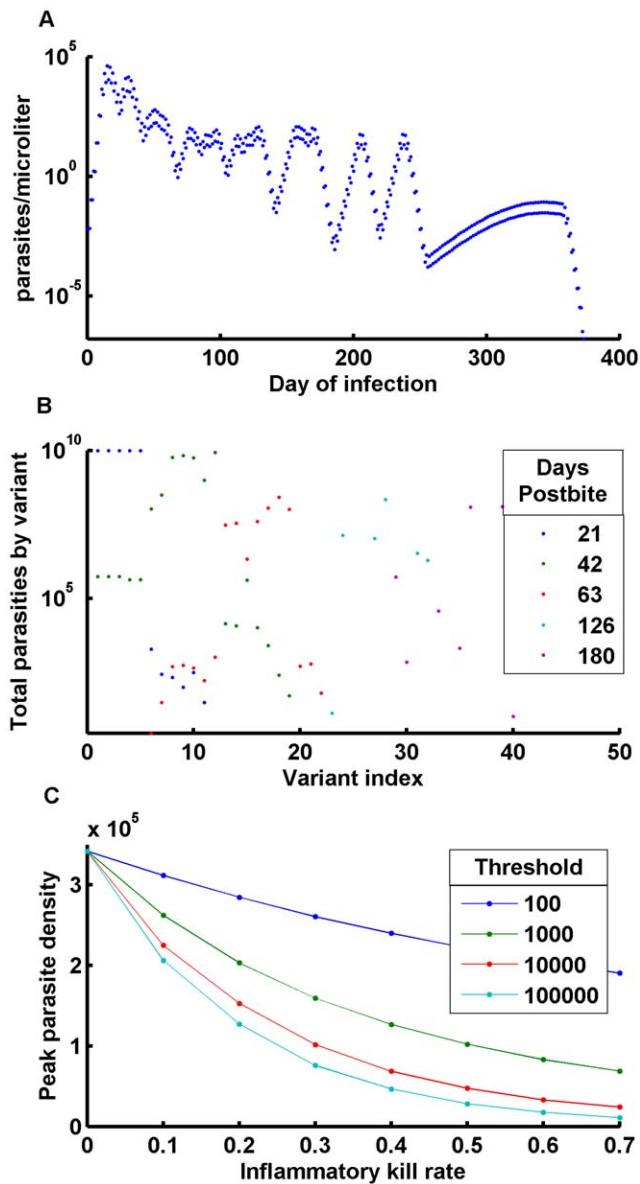 A
10^5
10^0
10^-5
parasites/microliter
0 100 200 300 400
Day of infection
B
10^10
10^5
Total parasities by variant
Days
Postbite
21
42
63
126
180
0 10 20 30 40 50
Variant index
C
x 10^5
3
2
1
0
Peak parasite density
Threshold
100
1000
10000
100000
0 0.1 0.2 0.3 0.4 0.5 0.6 0.7
Inflammatory kill rate